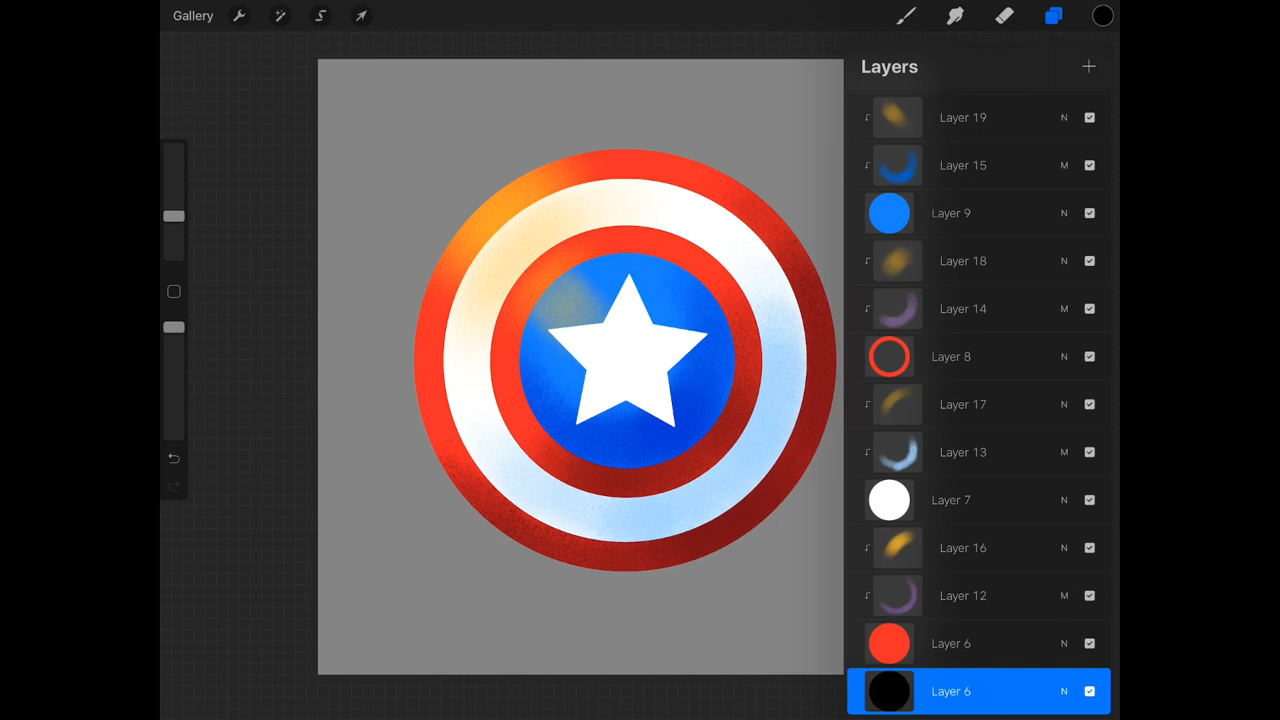 Gallery
Layers
Layer 19 N
Layer 15 M
Layer 9 N
Layer 18 N
Layer 14 M
Layer 8 N
Layer 17 N
Layer 13 M
Layer 7 N
Layer 16 N
Layer 12 M
Layer 6 N
Layer 6 N